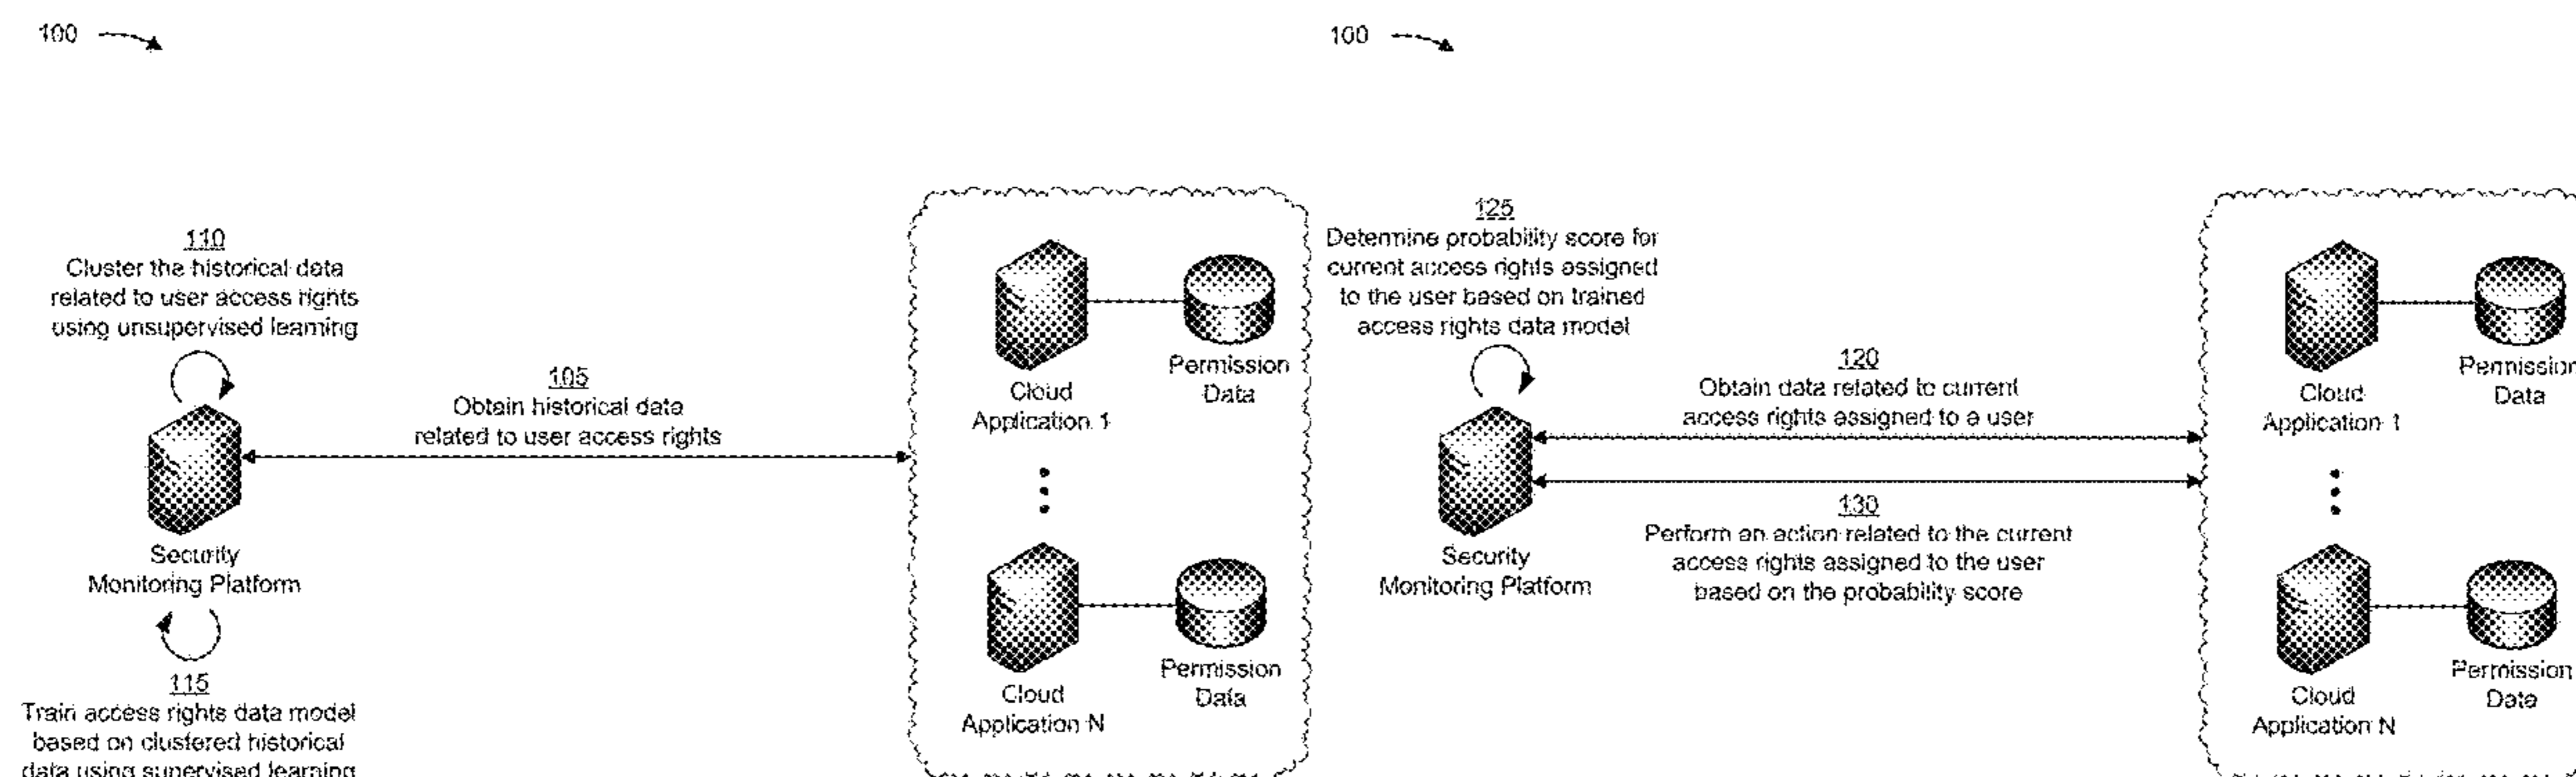 100
110
Cluster the historical data
related to user access rights
using unsupervised learning
105
Obtain historical data
related to user access rights
Security
Monitoring Platform
115
Train access rights data model
based on clustered historical
data using supervised learning
Cloud
Application 1
Permission
Data
Cloud
Application N
Permission
Data
100
125
Determine probability score for
current access rights assigned
to the user based on trained
access rights data model
120
Obtain data related to current
access rights assigned to a user
130
Perform an action related to the current
access rights assigned to the user
based on the probability score
Security
Monitoring Platform
Cloud
Application 1
Permission
Data
Cloud
Application N
Permission
Data